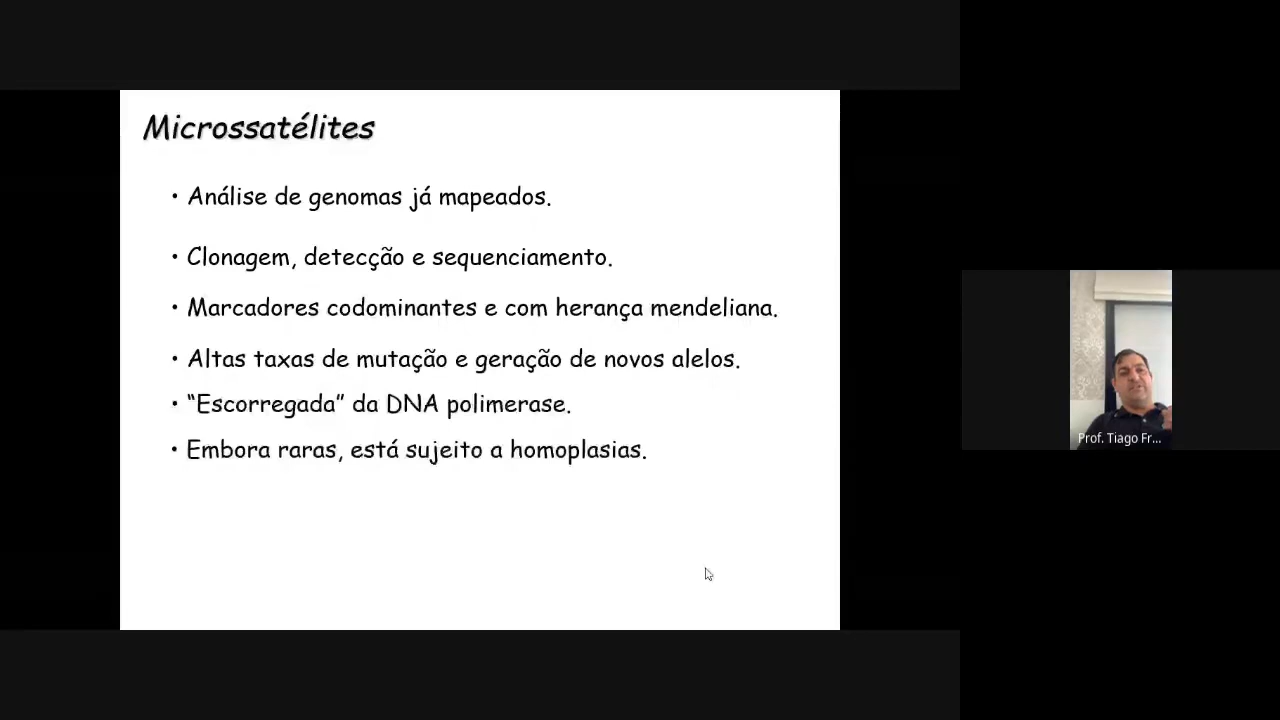 Microssatélites
• Análise de genomas já mapeados.
• Clonagem, detecção e sequenciamento.
• Marcadores codominantes e com herança mendeliana.
• Altas taxas de mutação e geração de novos alelos.
• “Escorregada” da DNA polimerase.
• Embora raras, está sujeito a homoplasias.
Prof. Tiago Fr...